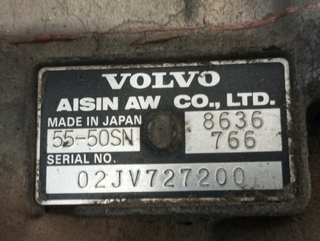 VOLVO
AISIN AW CO., LTD.
MADE IN JAPAN 8636
55-50SN 766
SERIAL NO.
02JV727200